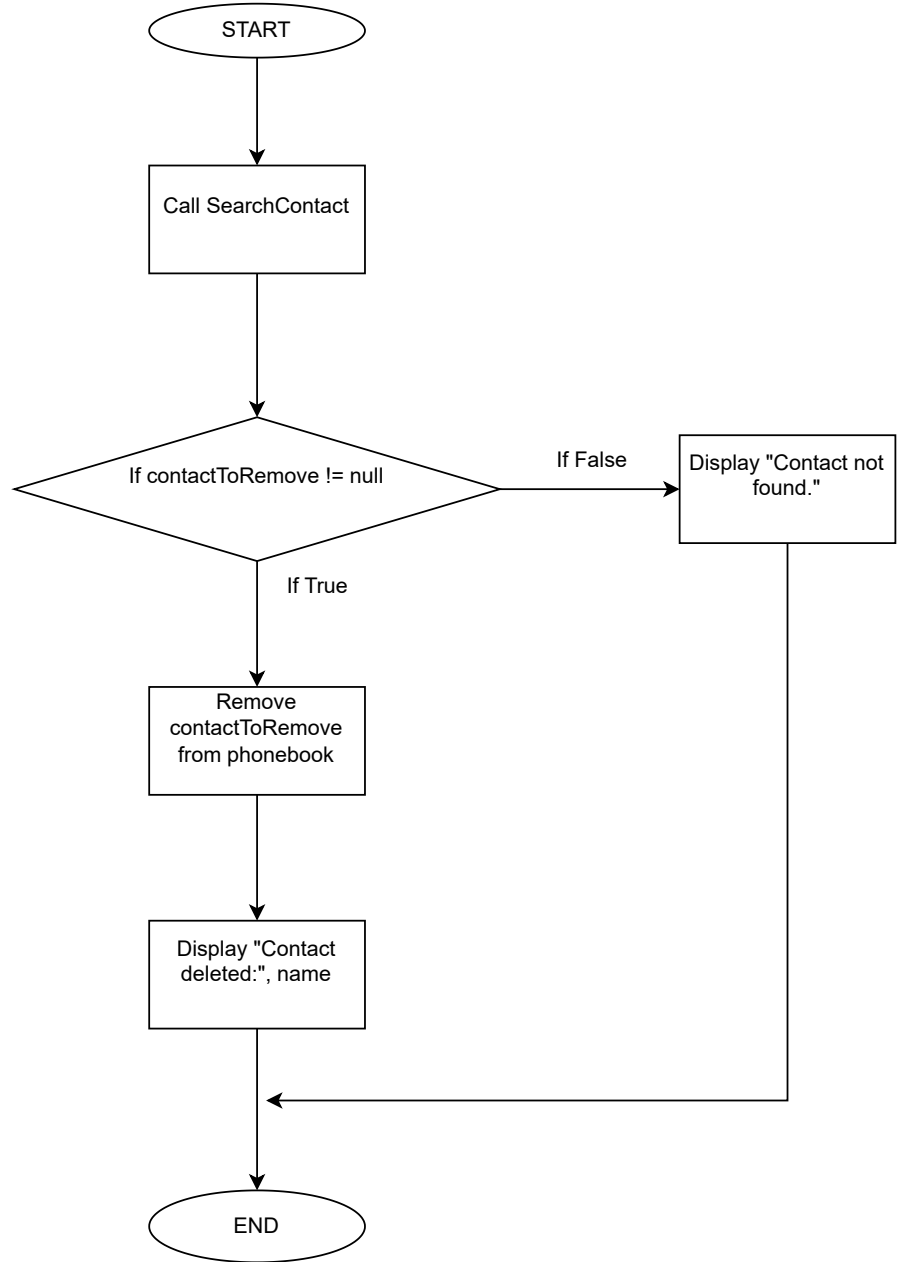 START
Call SearchContact
If contactToRemove != null
If False
Display "Contact not
found."
If True
Remove
contactToRemove
from phonebook
Display "Contact
deleted:", name
END